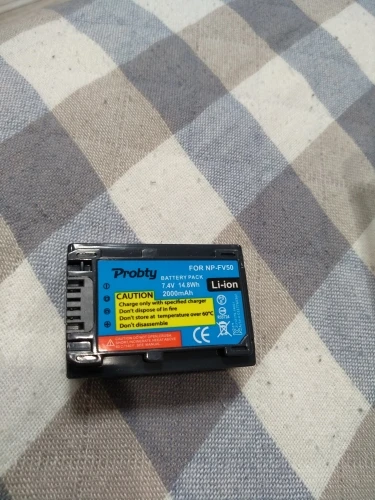 Probty
FOR NP-FV50
BATTERY PACK
7.4V 14.8Wh
2000mAh
Li-ion
CAUTION
Charge only with specified charger
Don't dispose of in fire
Don't store at temperature over 60℃
Don't disassemble
CE